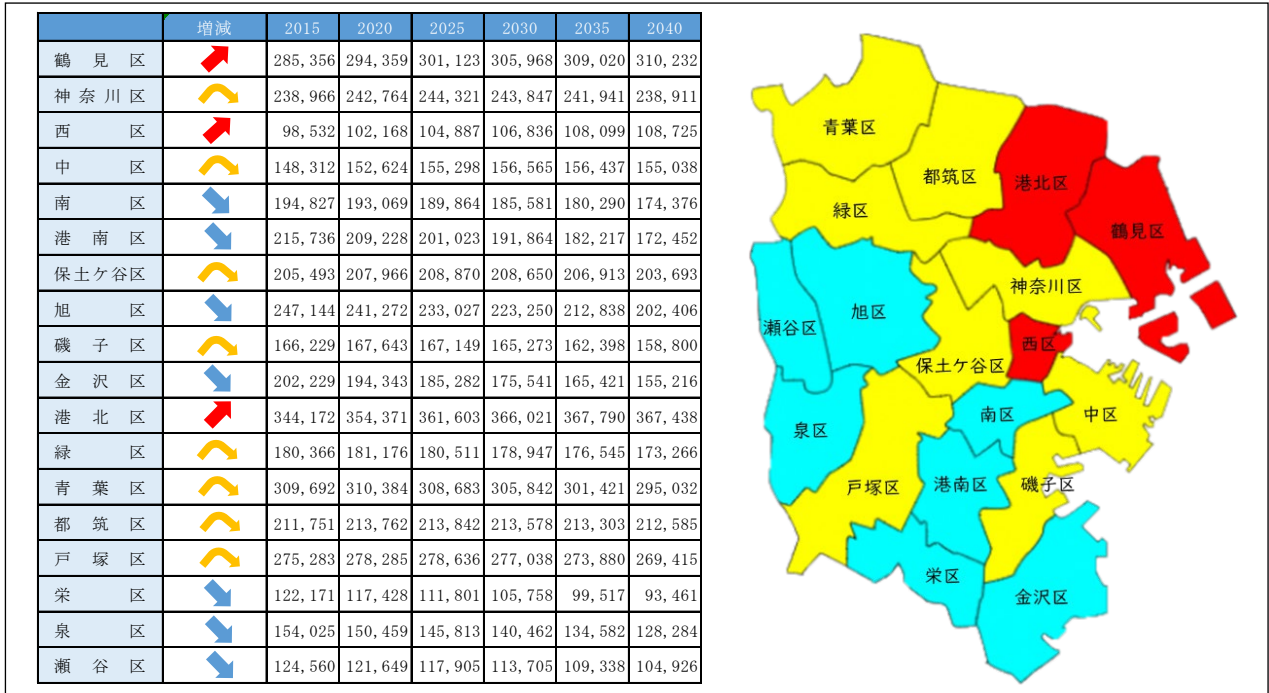 増減 2015 2020 2025 2030 2035 2040
鶴見区 285,356 294,359 301,123 305,968 309,020 310,232
神奈川区 238,966 242,764 244,321 243,847 241,941 238,911
西区 98,532 102,168 104,887 106,836 108,099 108,725
中区 148,312 152,624 155,298 156,565 156,437 155,038
南区 194,827 193,069 189,864 185,581 180,290 174,376
港南区 215,736 209,228 201,023 191,864 182,217 172,452
保土ケ谷区 205,493 207,966 208,870 208,650 206,913 203,693
旭区 247,144 241,272 233,027 223,250 212,838 202,406
磯子区 166,229 167,643 167,149 165,273 162,398 158,800
金沢区 202,229 194,343 185,282 175,541 165,421 155,216
港北区 344,172 354,371 361,603 366,021 367,790 367,438
緑区 180,366 181,176 180,511 178,947 176,545 173,266
青葉区 309,692 310,384 308,683 305,842 301,421 295,032
都筑区 211,751 213,762 213,842 213,578 213,303 212,585
戸塚区 275,283 278,285 278,636 277,038 273,880 269,415
栄区 122,171 117,428 111,801 105,758 99,517 93,461
泉区 154,025 150,459 145,813 140,462 134,582 128,284
瀬谷区 124,560 121,649 117,905 113,705 109,338 104,926
青葉区
都筑区
港北区
緑区
鶴見区
神奈川区
旭区
瀬谷区
西区
保土ケ谷区
南区
中区
泉区
戸塚区
港南区
磯子区
栄区
金沢区